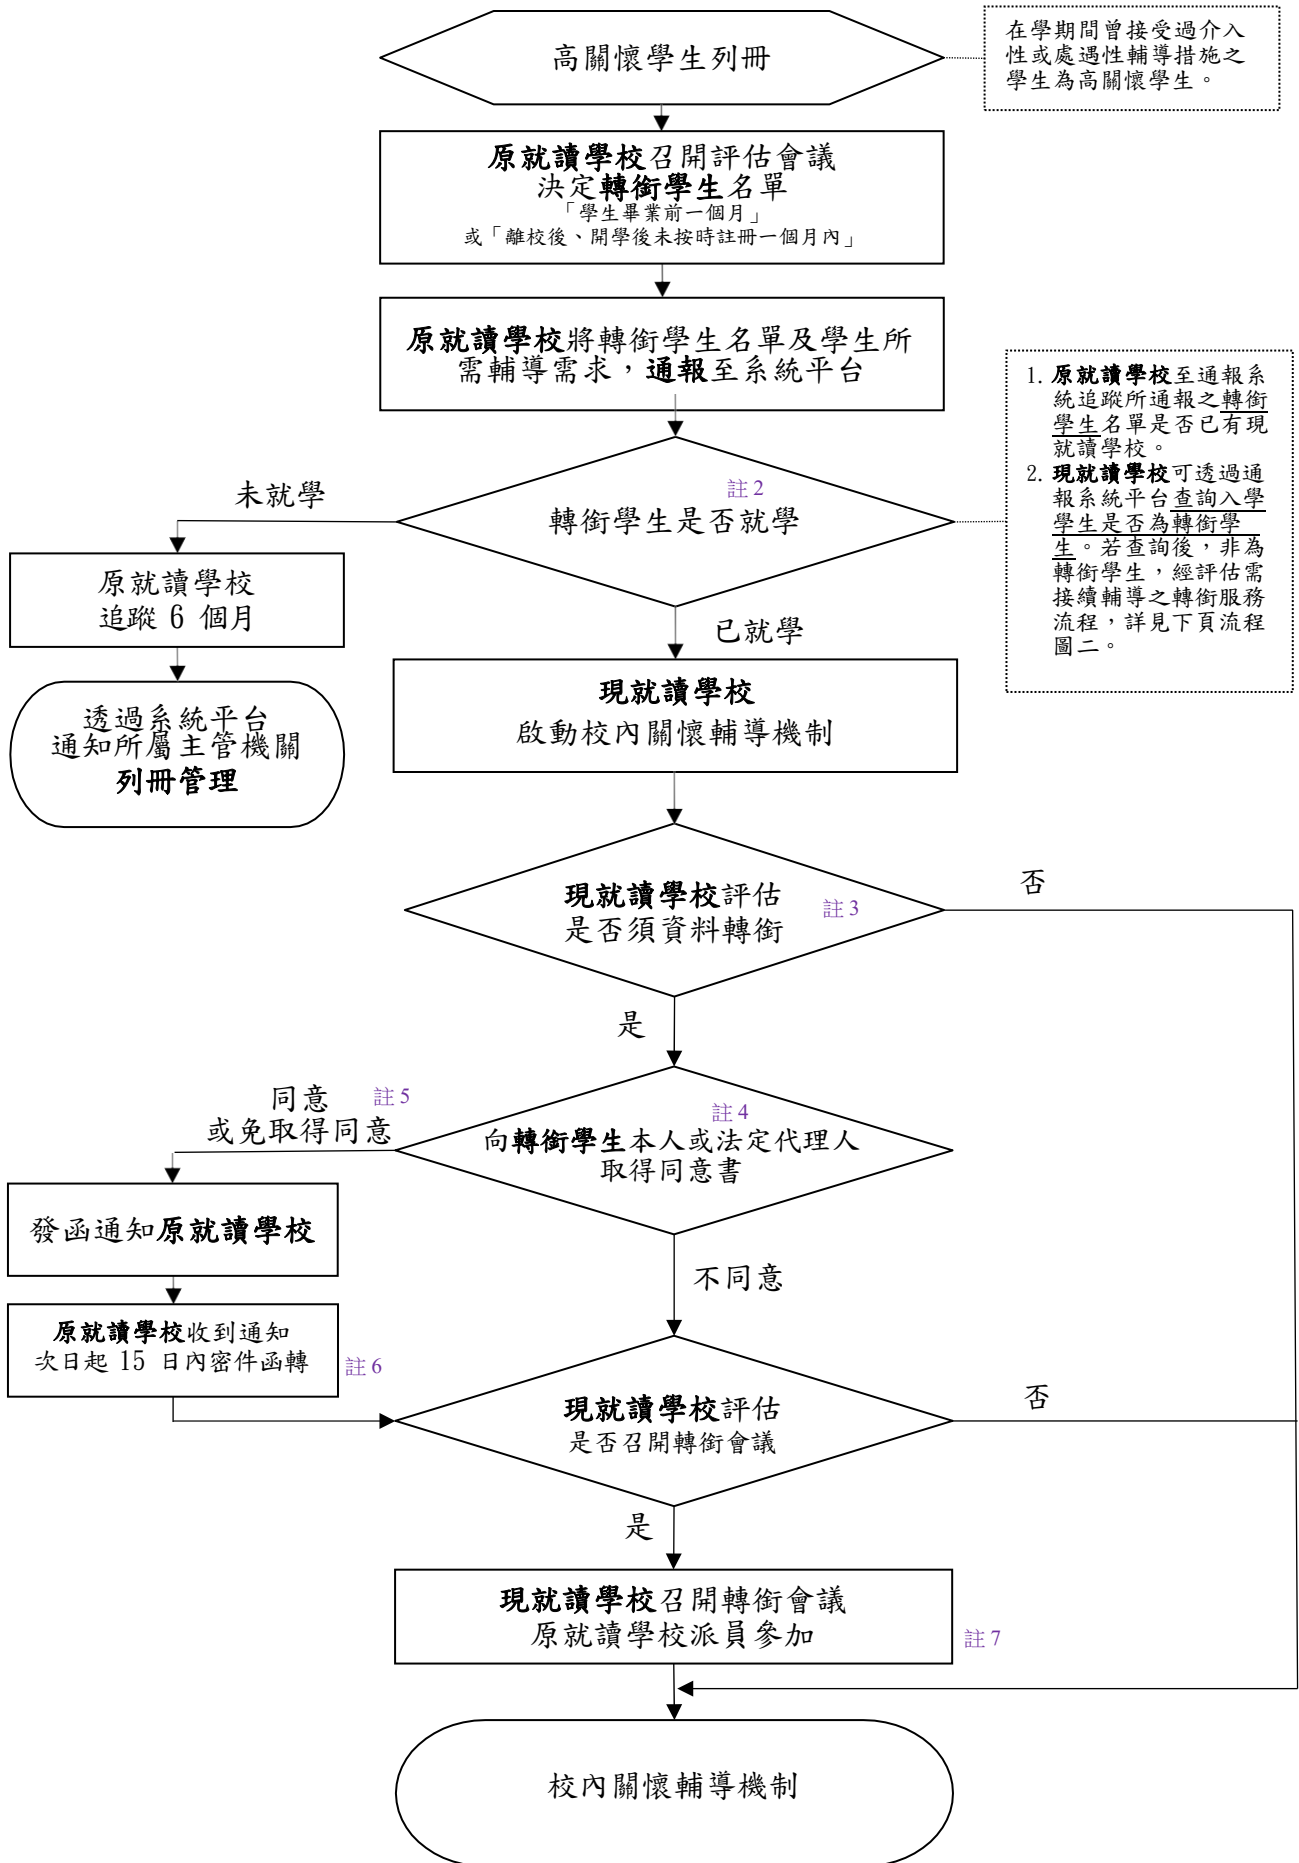 高關懷學生列冊
在學期間曾接受過介入
性或處遇性輔導措施之
學生為高關懷學生。
原就讀學校召開評估會議
決定轉銜學生名單
「學生畢業前一個月」
或「離校後、開學後未按時註冊一個月內」
原就讀學校將轉銜學生名單及學生所
需輔導需求，通報至系統平台
1. 原就讀學校至通報系
統追蹤所通報之轉銜
學生名單是否已有現
就讀學校。
2. 現就讀學校可透過通
報系統平台查詢入學
學生是否為轉銜學
生。若查詢後，非為
轉銜學生，經評估需
接續輔導之轉銜服務
流程，詳見下頁流程
圖二。
未就學
註 2
轉銜學生是否就學
原就讀學校
追蹤 6 個月
已就學
透過系統平台
通知所屬主管機關
列冊管理
現就讀學校
啟動校內關懷輔導機制
現就讀學校評估
是否須資料轉銜
註 3
否
是
同意
或免取得同意
註 5
註 4
向轉銜學生本人或法定代理人
取得同意書
發函通知原就讀學校
不同意
原就讀學校收到通知
次日起 15 日內密件函轉
註 6
現就讀學校評估
是否召開轉銜會議
否
是
現就讀學校召開轉銜會議
原就讀學校派員參加
註 7
校內關懷輔導機制